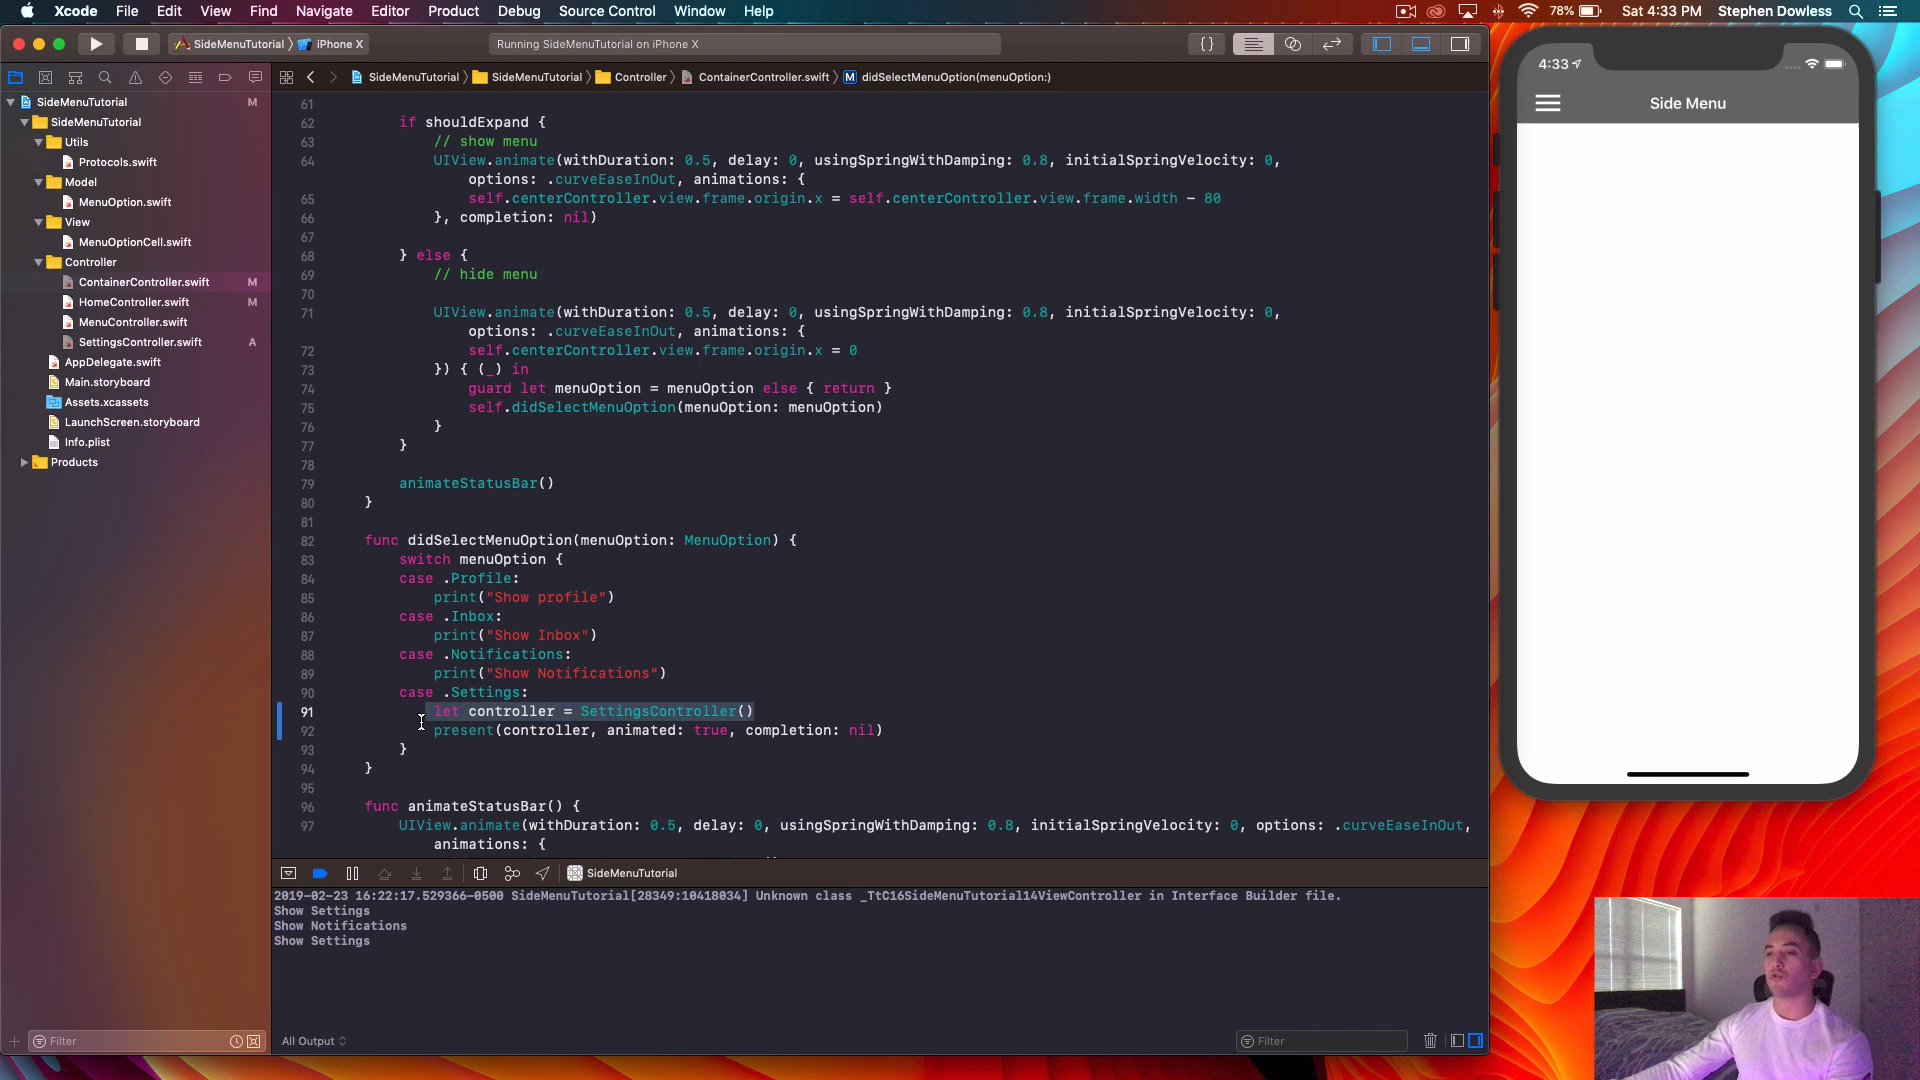 Xcode File Edit View Find Navigate Editor Product Debug Source Control Window Help 78% Sat 4:33 PM Stephen Dowless
SideMenuTutorial iPhone X Running SideMenuTutorial on iPhone X {}
SideMenuTutorial SideMenuTutorial Controller ContainerController.swift M didSelectMenuOption(menuOption:)
SideMenuTutorial M
SideMenuTutorial
Utils
Protocols.swift
Model
MenuOption.swift
View
MenuOptionCell.swift
Controller
ContainerController.swift M
HomeController.swift M
MenuController.swift
SettingsController.swift A
AppDelegate.swift
Main.storyboard
Assets.xcassets
LaunchScreen.storyboard
Info.plist
Products
Filter
61
62 if shouldExpand {
63 // show menu
64 UIView.animate(withDuration: 0.5, delay: 0, usingSpringWithDamping: 0.8, initialSpringVelocity: 0,
options: .curveEaseInOut, animations: {
65 self.centerController.view.frame.origin.x = self.centerController.view.frame.width - 80
66 }, completion: nil)
67
68 } else {
69 // hide menu
70
71 UIView.animate(withDuration: 0.5, delay: 0, usingSpringWithDamping: 0.8, initialSpringVelocity: 0,
options: .curveEaseInOut, animations: {
72 self.centerController.view.frame.origin.x = 0
73 }) { (_) in
74 guard let menuOption = menuOption else { return }
75 self.didSelectMenuOption(menuOption: menuOption)
76 }
77 }
78
79 animateStatusBar()
80 }
81
82 func didSelectMenuOption(menuOption: MenuOption) {
83 switch menuOption {
84 case .Profile:
85 print("Show profile")
86 case .Inbox:
87 print("Show Inbox")
88 case .Notifications:
89 print("Show Notifications")
90 case .Settings:
91 let controller = SettingsController()
92 present(controller, animated: true, completion: nil)
93 }
94 }
95
96 func animateStatusBar() {
97 UIView.animate(withDuration: 0.5, delay: 0, usingSpringWithDamping: 0.8, initialSpringVelocity: 0, options: .curveEaseInOut,
animations: {
SideMenuTutorial
2019-02-23 16:22:17.529366-0500 SideMenuTutorial[28349:10418034] Unknown class _TtC16SideMenuTutorial14ViewController in Interface Builder file.
Show Settings
Show Notifications
Show Settings
All Output Filter
4:33
Side Menu